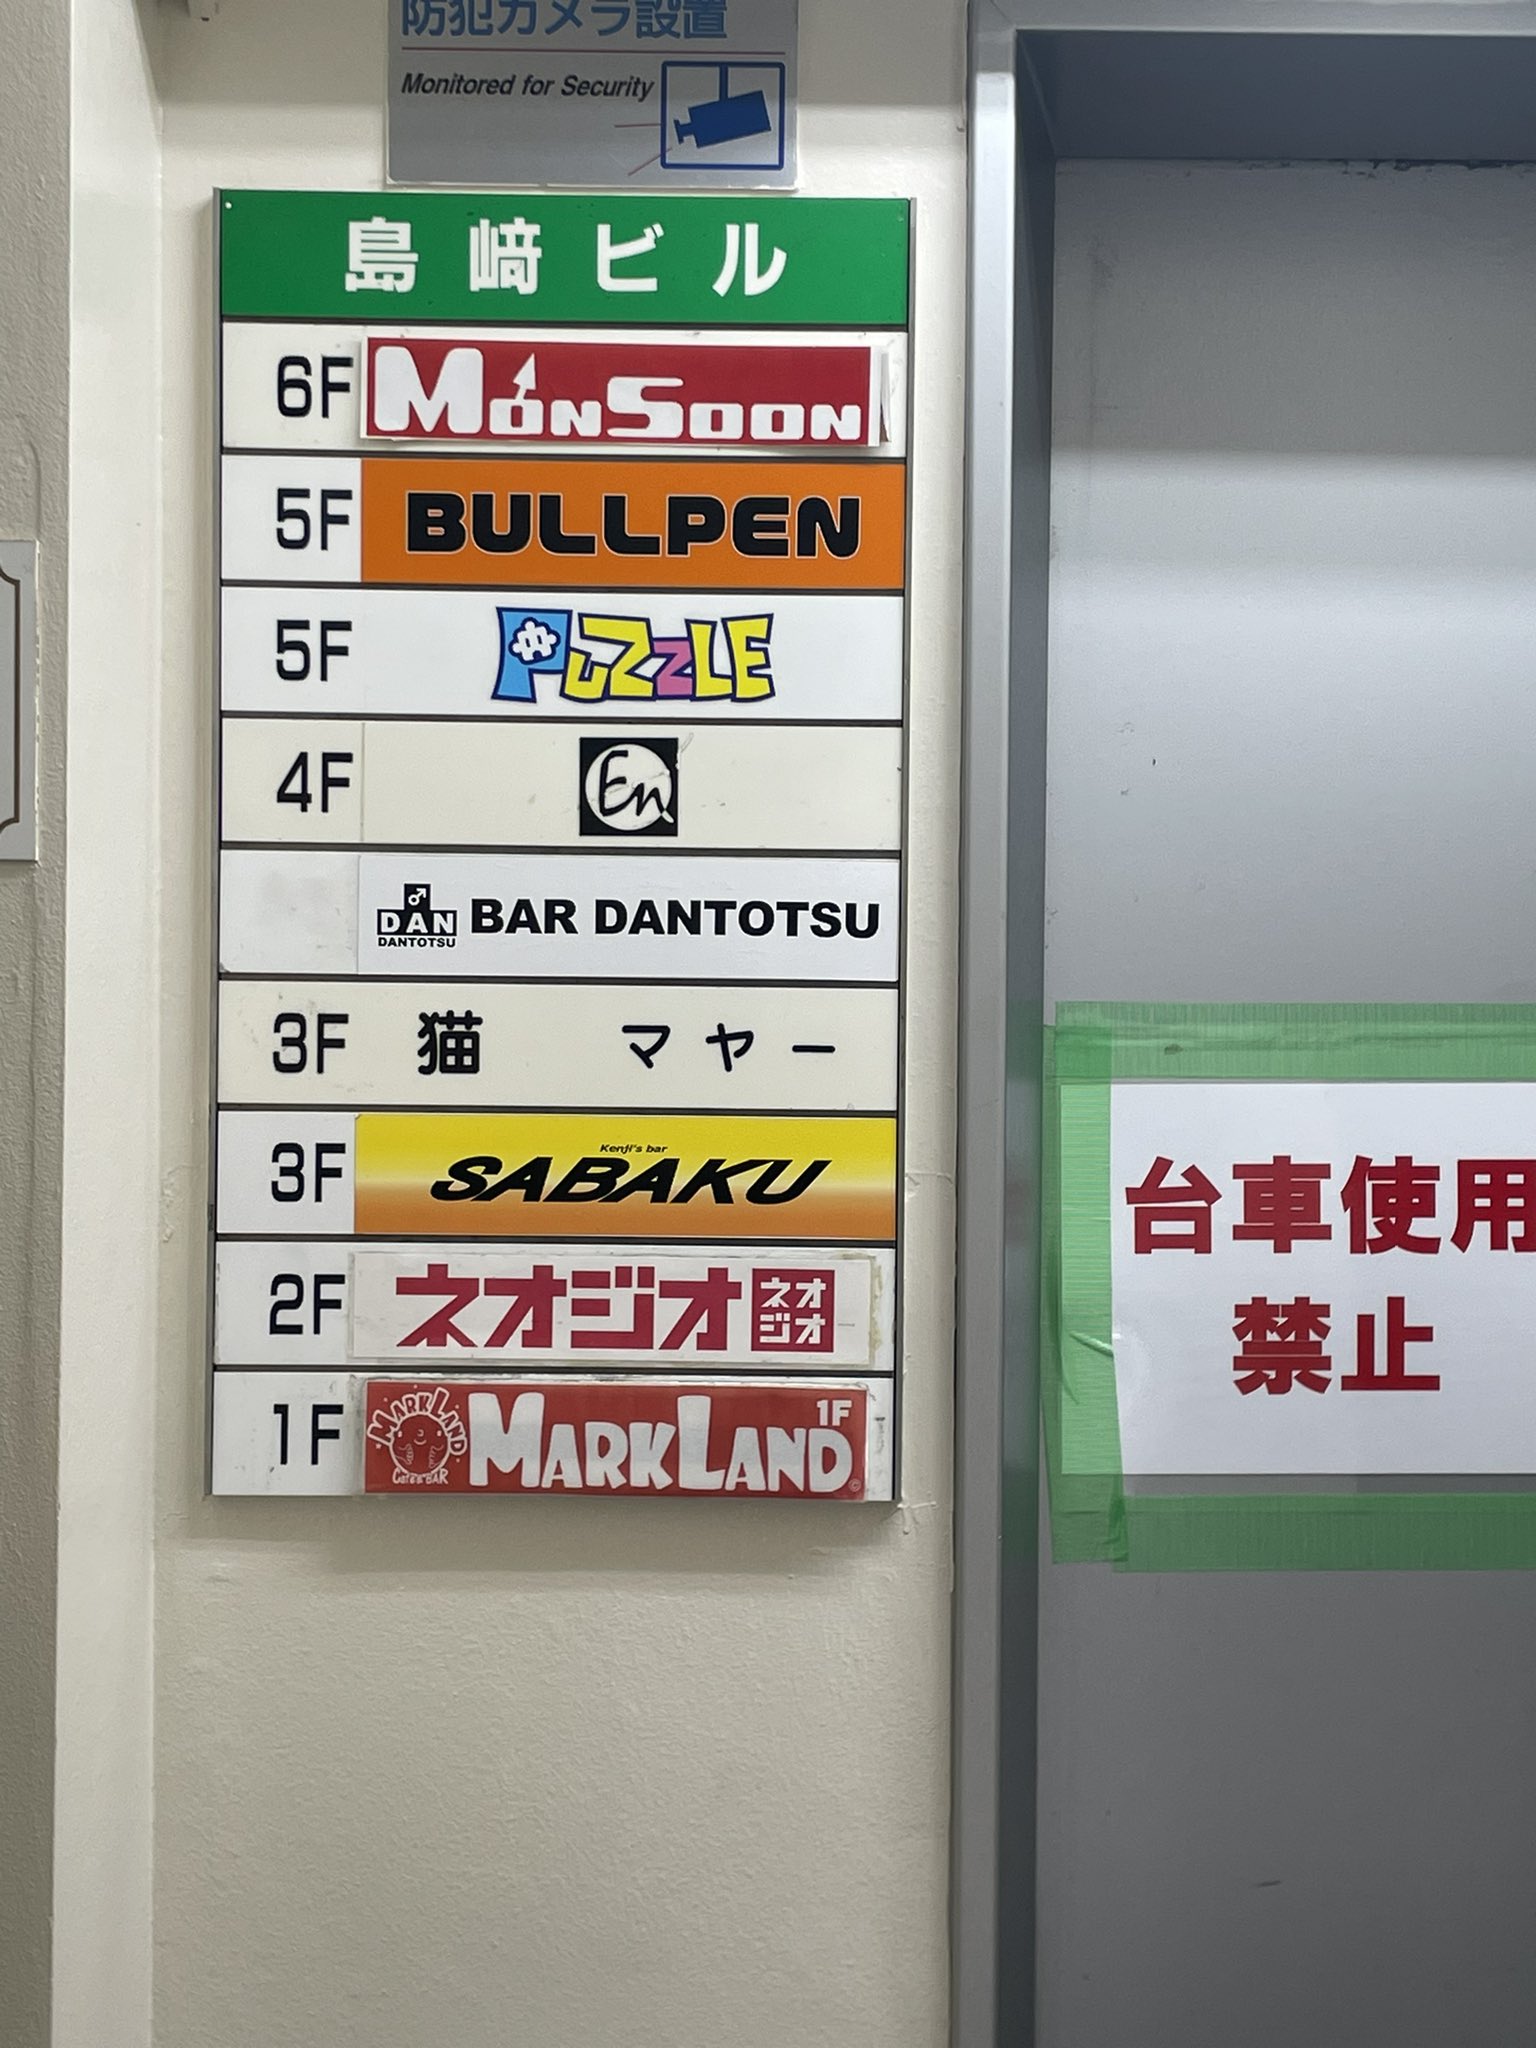 防犯カメラ設置
Monitored for Security
島﨑ビル
6F MONSOON
5F BULLPEN
5F PUZZLE
4F En
DAN DANTOTSU BAR DANTOTSU
3F 猫 マヤー
3F Kenji's bar SABAKU
2F ネオジオ ネオジオ
1F MARKLAND Cafe & BAR MARKLAND 1F ©
台車使用
禁止